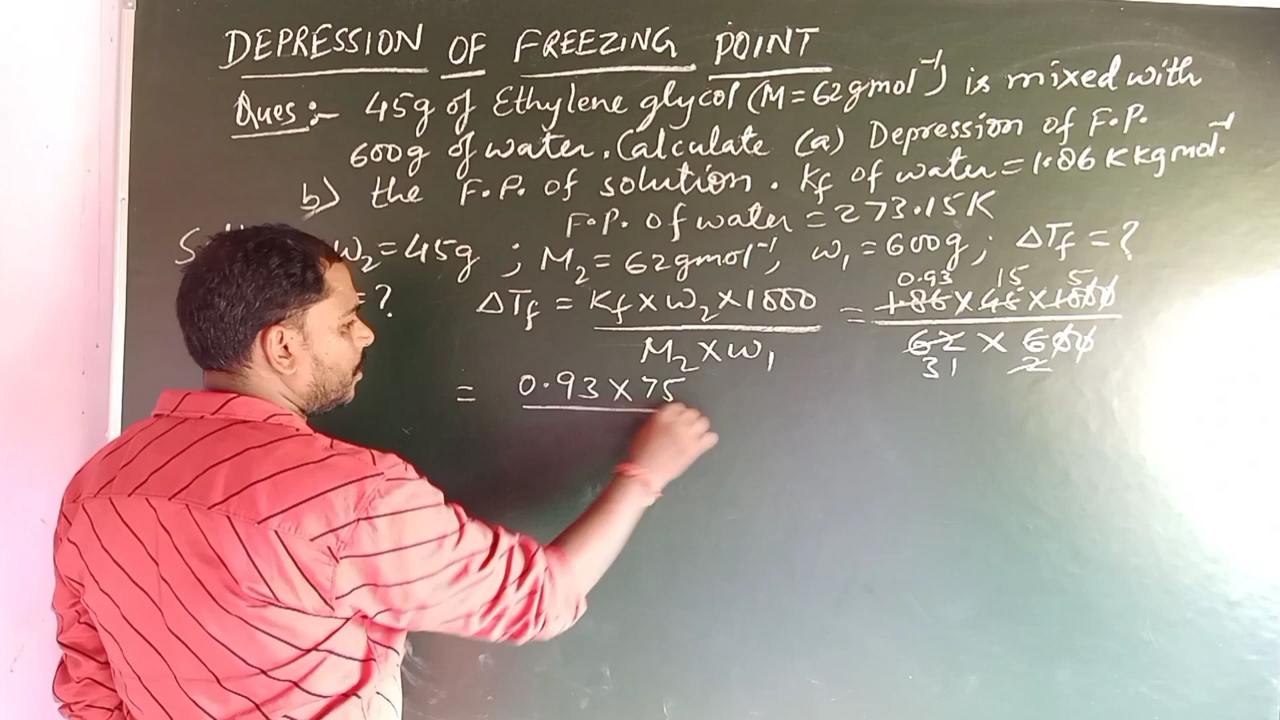 DEPRESSION OF FREEZING POINT
Ques:- 45g of Ethylene glycol (M=62gmol⁻¹) is mixed with
600g of water. Calculate (a) Depression of F.P.
b) the F.P. of solution. Kf of water = 1.86 K kg mol⁻¹.
F.P. of water = 273.15K
w₂=45g ; M₂=62gmol⁻¹, w₁=600g; ΔTf=?
0.93 15 5
=? ΔTf = Kf×w₂×1000 = 1.86×45×1000
M₂×w₁ 62 × 600
31 2
= 0.93×75